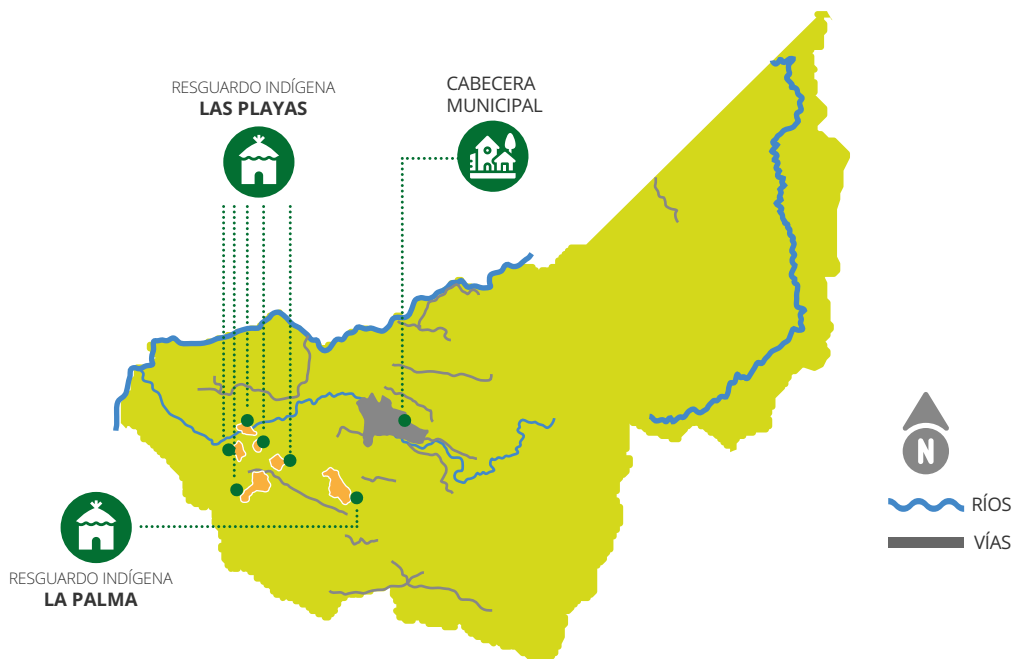 RESGUARDO INDÍGENA
LAS PLAYAS
CABECERA
MUNICIPAL
N
RÍOS
VÍAS
RESGUARDO INDÍGENA
LA PALMA